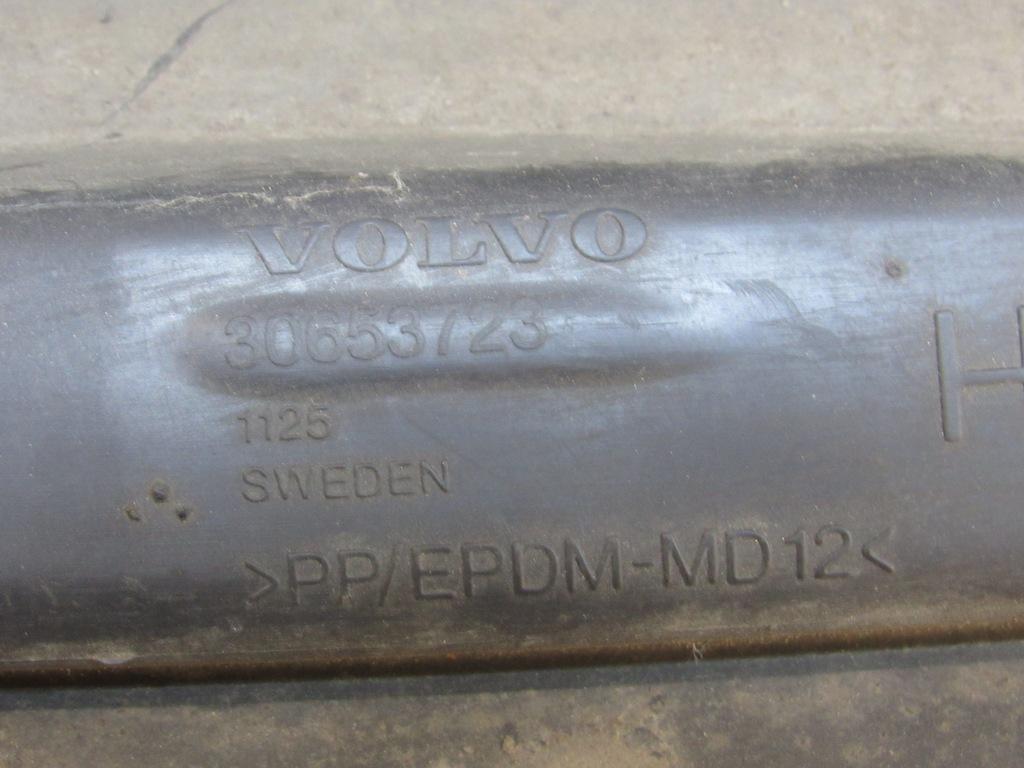 VOLVO
30653723
1125
SWEDEN
>PP/EPDM-MD12<
H